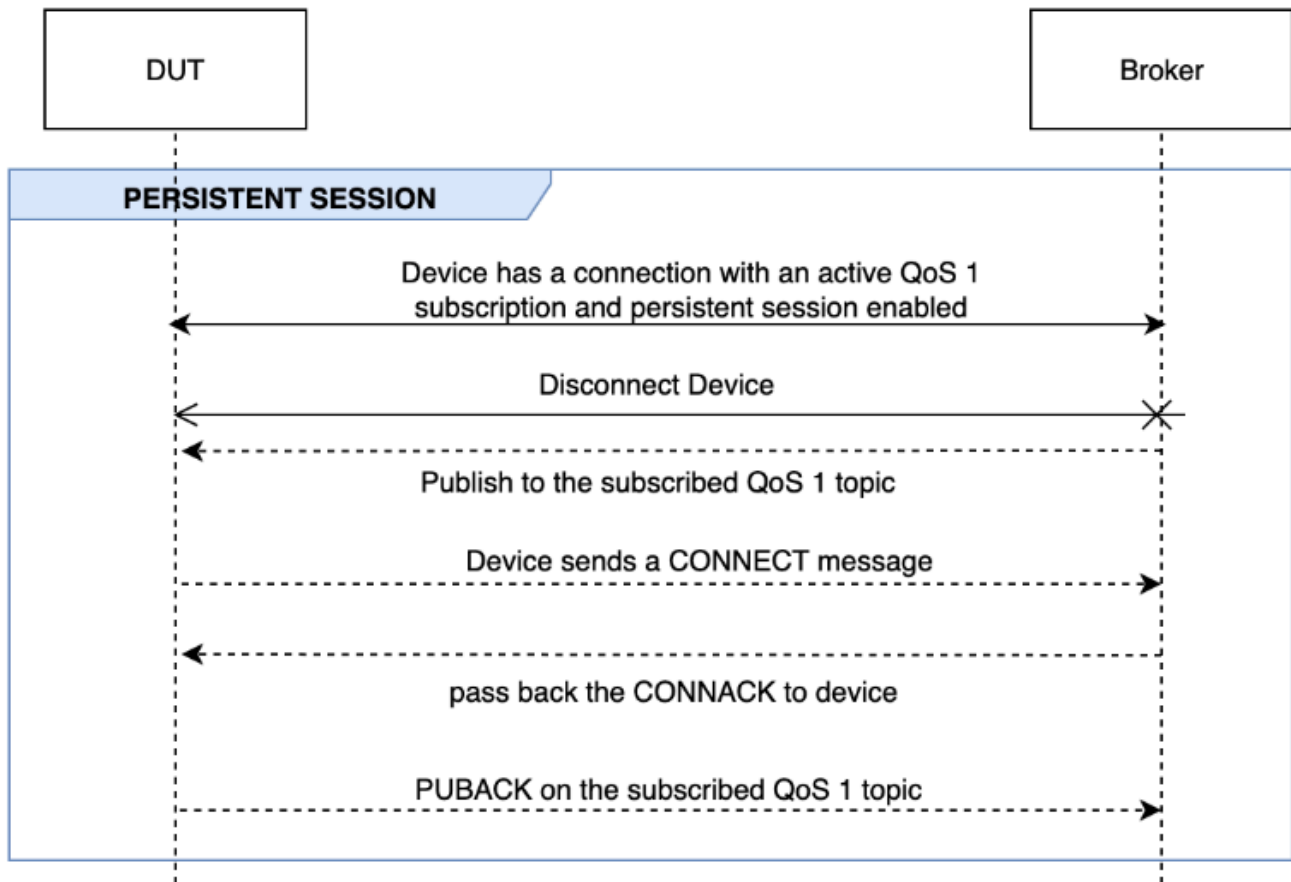 DUT
Broker
PERSISTENT SESSION
Device has a connection with an active QoS 1
subscription and persistent session enabled
Disconnect Device
Publish to the subscribed QoS 1 topic
Device sends a CONNECT message
pass back the CONNACK to device
PUBACK on the subscribed QoS 1 topic